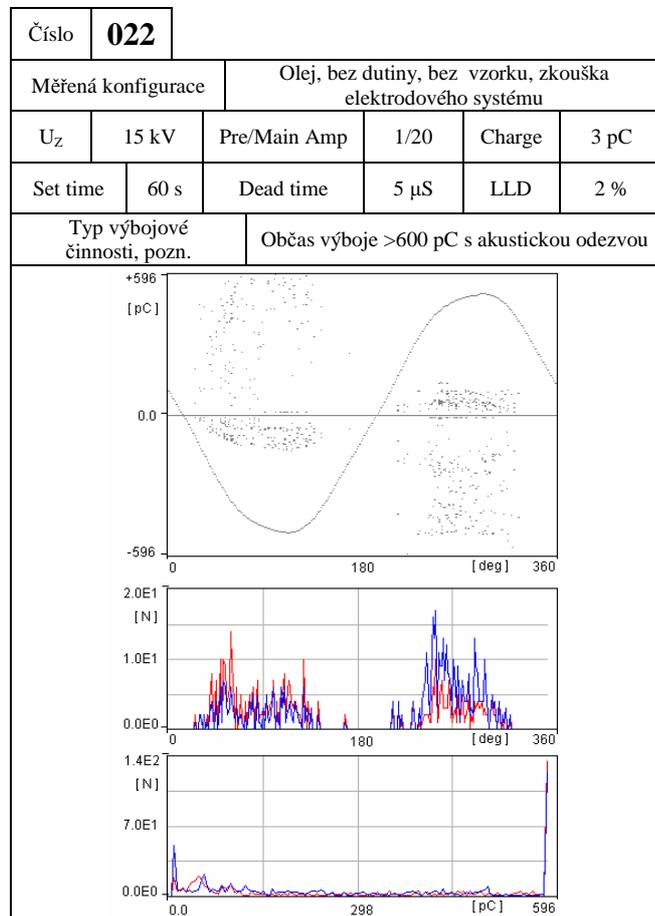 Číslo 022
Měřená konfigurace Olej, bez dutiny, bez vzorku, zkouška
elektrodového systému
UZ 15 kV Pre/Main Amp 1/20 Charge 3 pC
Set time 60 s Dead time 5 µS LLD 2 %
Typ výbojové
činnosti, pozn.
Občas výboje >600 pC s akustickou odezvou
+596
[pC]
0.0
-596
0 180 [deg] 360
2.0E1
[N]
1.0E1
0.0E0
0 180 [deg] 360
1.4E2
[N]
7.0E1
0.0E0
0.0 298 [pC] 596